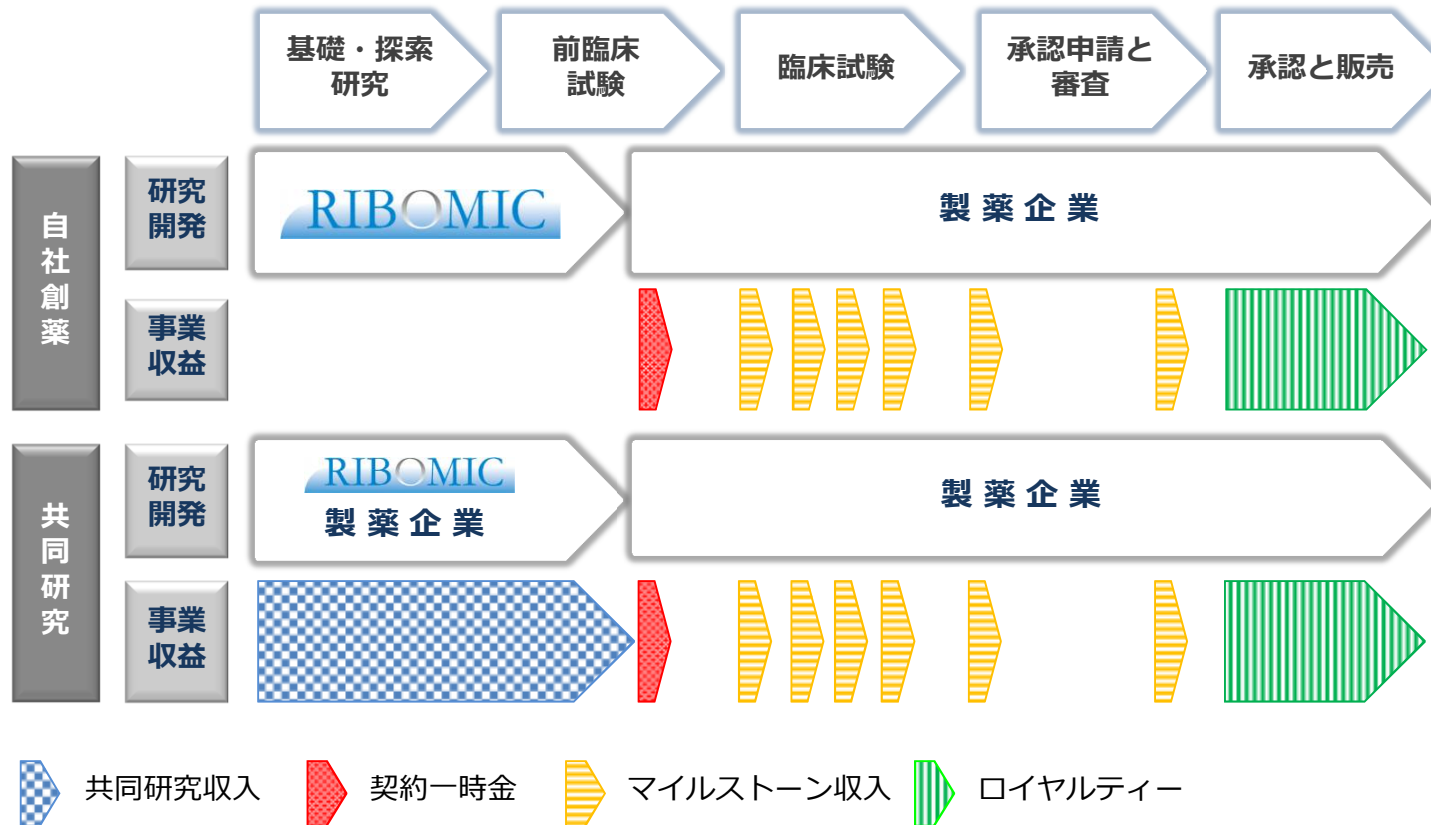 基礎・探索
研究
前臨床
試験
臨床試験
承認申請と
審査
承認と販売
自社創薬
研究
開発
RIBOMIC
製薬企業
事業
収益
共同研究
研究
開発
RIBOMIC
製薬企業
製薬企業
事業
収益
共同研究収入
契約一時金
マイルストーン収入
ロイヤルティー